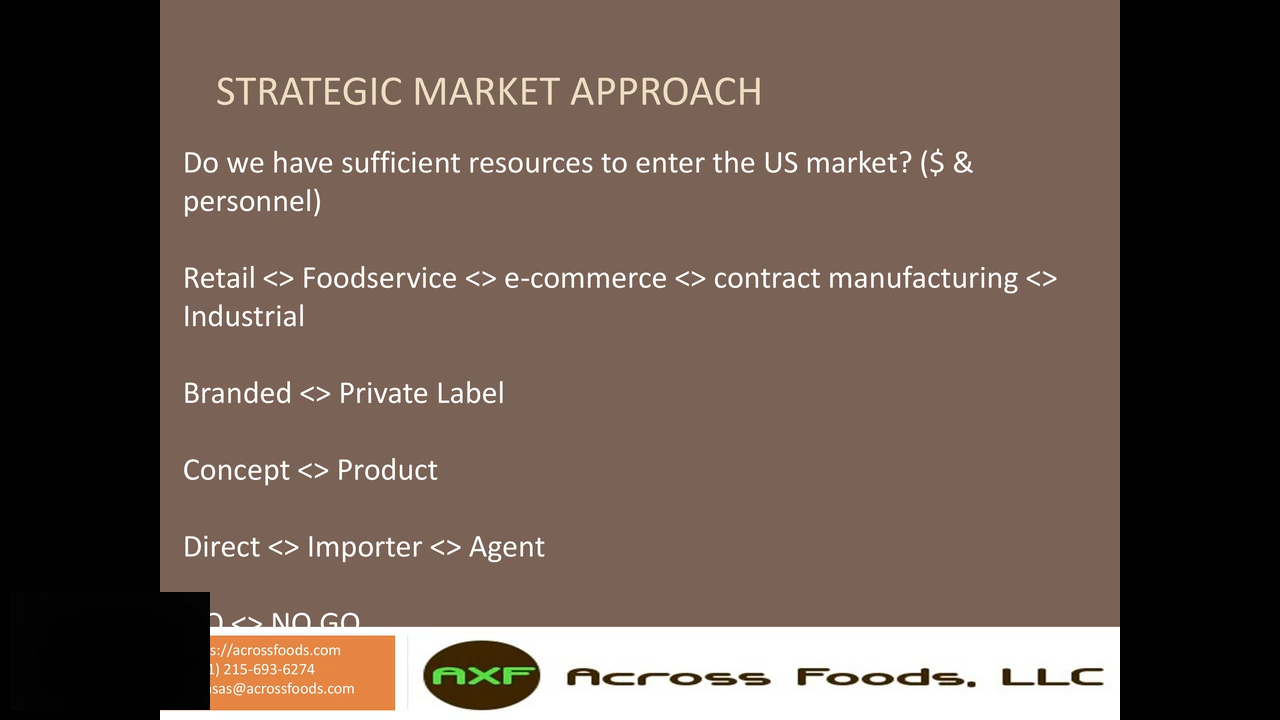 STRATEGIC MARKET APPROACH
Do we have sufficient resources to enter the US market? ($ &
personnel)
Retail <> Foodservice <> e-commerce <> contract manufacturing <>
Industrial
Branded <> Private Label
Concept <> Product
Direct <> Importer <> Agent
<> NO GO
s://acrossfoods.com
1) 215-693-6274
sas@acrossfoods.com
AXF Across Foods, LLC